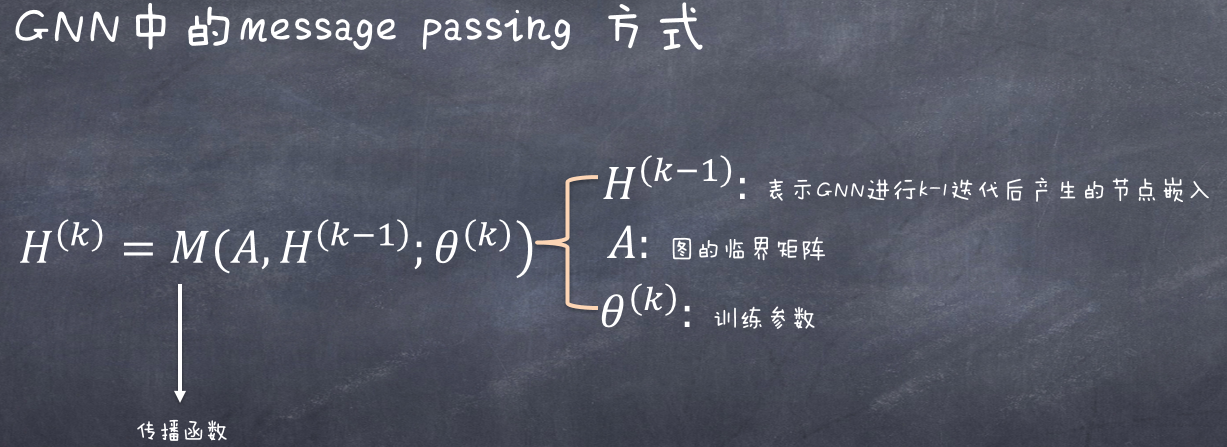 GNN中的message passing 方式
H^(k) = M(A, H^(k−1); θ^(k))
H^(k−1): 表示GNN进行k-1迭代后产生的节点嵌入
A: 图的临界矩阵
θ^(k): 训练参数
传播函数